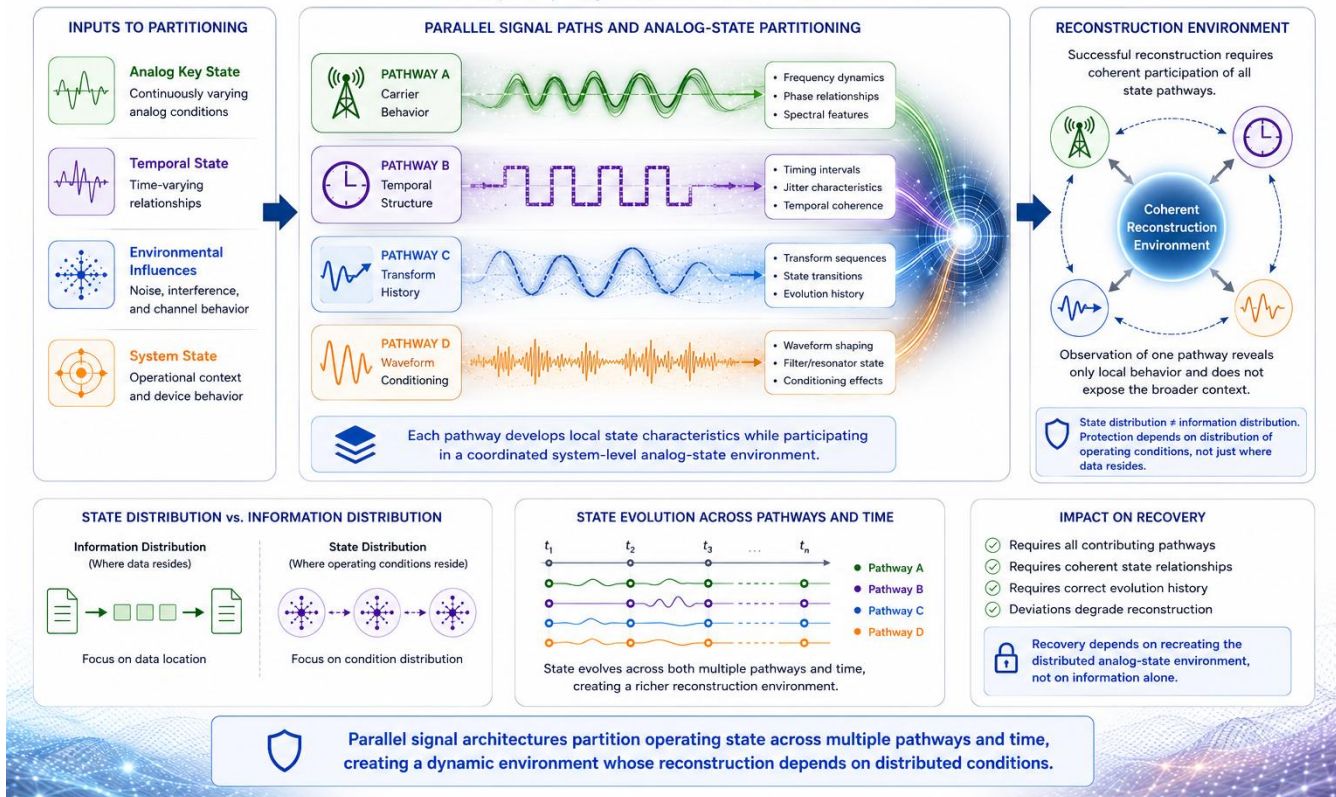 INPUTS TO PARTITIONING
Analog Key State
Continuously varying
analog conditions
Temporal State
Time-varying
relationships
Environmental
Influences
Noise, interference,
and channel behavior
System State
Operational context
and device behavior
PARALLEL SIGNAL PATHS AND ANALOG-STATE PARTITIONING
PATHWAY A
Carrier
Behavior
• Frequency dynamics
• Phase relationships
• Spectral features
PATHWAY B
Temporal
Structure
• Timing intervals
• Jitter characteristics
• Temporal coherence
PATHWAY C
Transform
History
• Transform sequences
• State transitions
• Evolution history
PATHWAY D
Waveform
Conditioning
• Waveform shaping
• Filter/resonator state
• Conditioning effects
Each pathway develops local state characteristics while participating
in a coordinated system-level analog-state environment.
RECONSTRUCTION ENVIRONMENT
Successful reconstruction requires
coherent participation of all
state pathways.
Coherent
Reconstruction
Environment
Observation of one pathway reveals
only local behavior and does not
expose the broader context.
State distribution ≠ information distribution.
Protection depends on distribution of
operating conditions, not just where
data resides.
STATE DISTRIBUTION vs. INFORMATION DISTRIBUTION
Information Distribution
(Where data resides)
Focus on data location
State Distribution
(Where operating conditions reside)
Focus on condition distribution
STATE EVOLUTION ACROSS PATHWAYS AND TIME
t1 t2 t3 ... tn
Pathway A
Pathway B
Pathway C
Pathway D
State evolves across both multiple pathways and time,
creating a richer reconstruction environment.
IMPACT ON RECOVERY
Requires all contributing pathways
Requires coherent state relationships
Requires correct evolution history
Deviations degrade reconstruction
Recovery depends on recreating the
distributed analog-state environment,
not on information alone.
Parallel signal architectures partition operating state across multiple pathways and time,
creating a dynamic environment whose reconstruction depends on distributed conditions.